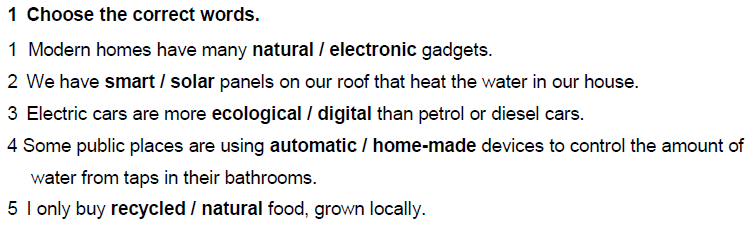 1 Choose the correct words.
1 Modern homes have many natural / electronic gadgets.
2 We have smart / solar panels on our roof that heat the water in our house.
3 Electric cars are more ecological / digital than petrol or diesel cars.
4 Some public places are using automatic / home-made devices to control the amount of
water from taps in their bathrooms.
5 I only buy recycled / natural food, grown locally.